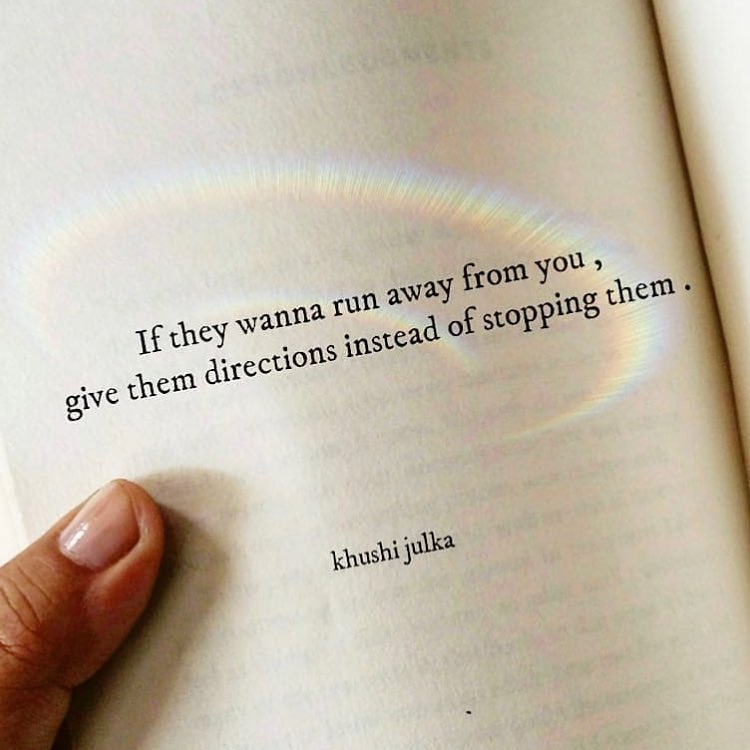 If they wanna run away from you ,
give them directions instead of stopping them .
khushi julka